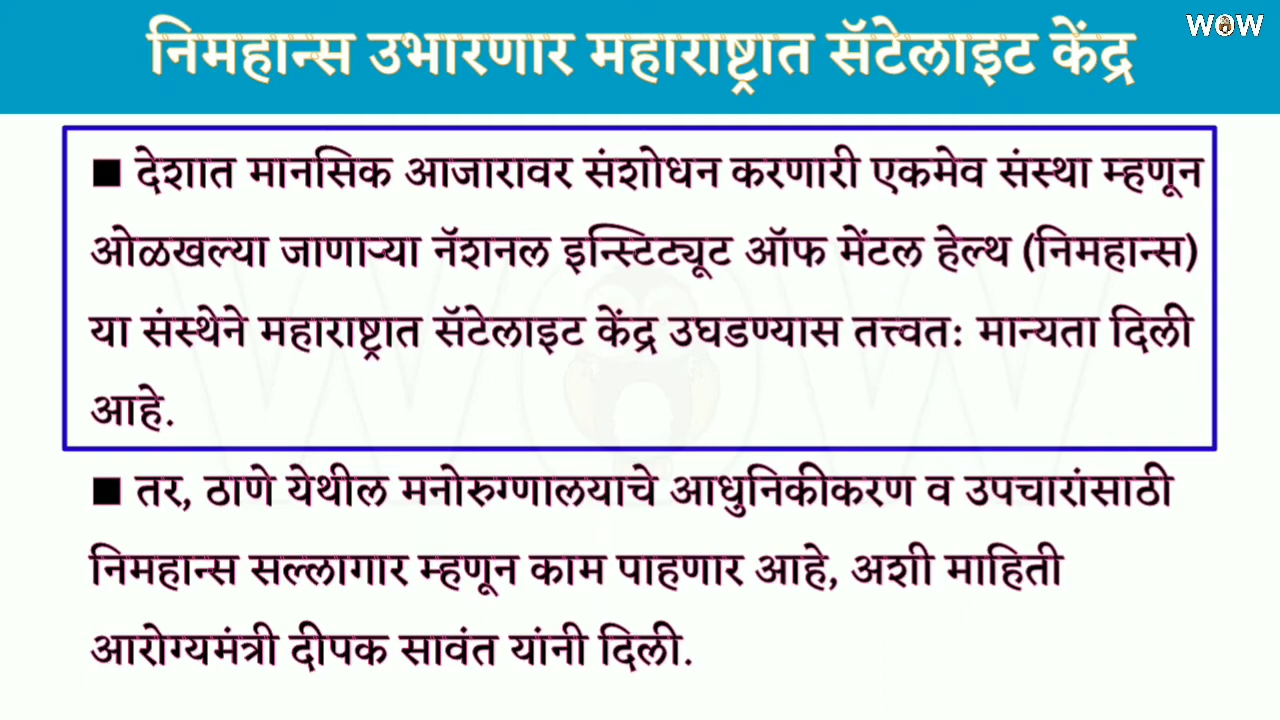 WOW
निमहान्स उभारणार महाराष्ट्रात सॅटेलाइट केंद्र
■ देशात मानसिक आजारावर संशोधन करणारी एकमेव संस्था म्हणून
ओळखल्या जाणाऱ्या नॅशनल इन्स्टिट्यूट ऑफ मेंटल हेल्थ (निमहान्स)
या संस्थेने महाराष्ट्रात सॅटेलाइट केंद्र उघडण्यास तत्त्वतः मान्यता दिली
आहे.
■ तर, ठाणे येथील मनोरुग्णालयाचे आधुनिकीकरण व उपचारांसाठी
निमहान्स सल्लागार म्हणून काम पाहणार आहे, अशी माहिती
आरोग्यमंत्री दीपक सावंत यांनी दिली.